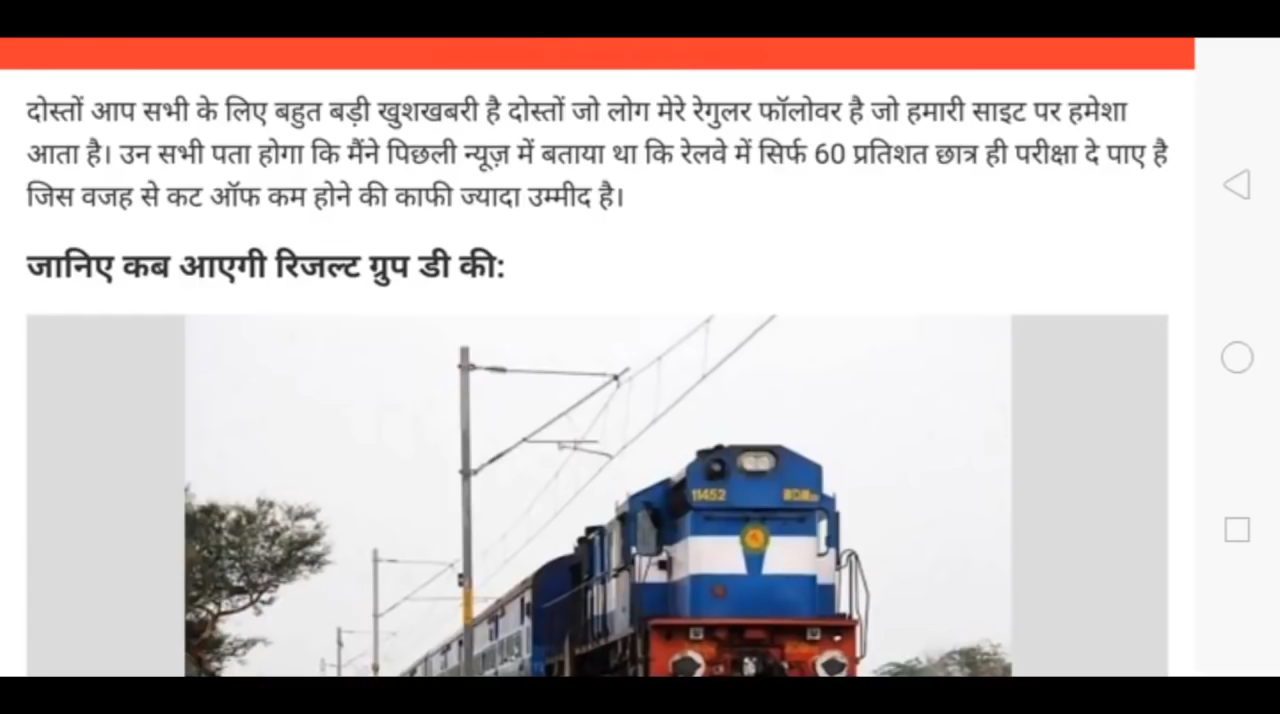 दोस्तों आप सभी के लिए बहुत बड़ी खुशखबरी है दोस्तों जो लोग मेरे रेगुलर फॉलोवर है जो हमारी साइट पर हमेशा
आता है। उन सभी पता होगा कि मैंने पिछली न्यूज़ में बताया था कि रेलवे में सिर्फ 60 प्रतिशत छात्र ही परीक्षा दे पाए है
जिस वजह से कट ऑफ कम होने की काफी ज्यादा उम्मीद है।
जानिए कब आएगी रिजल्ट ग्रुप डी की:
11452